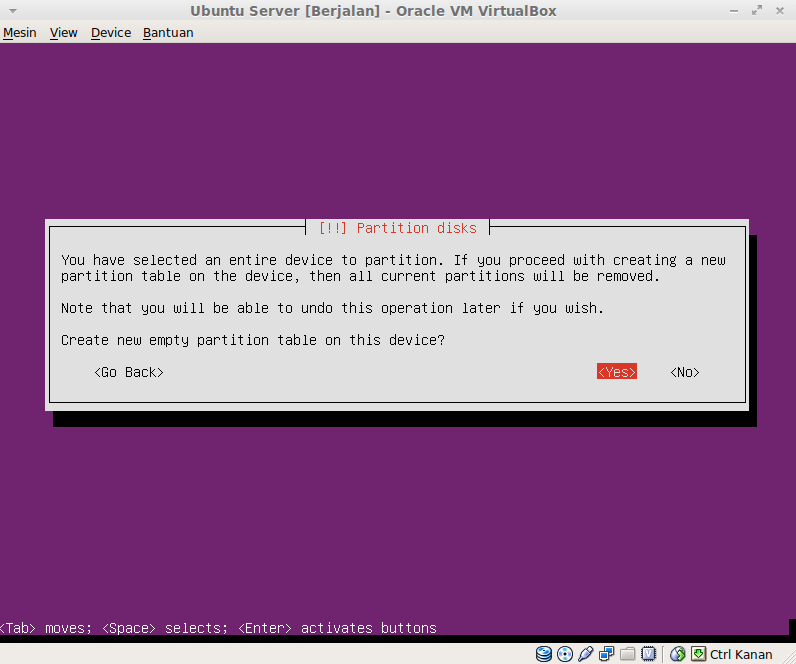 Ubuntu Server [Berjalan] - Oracle VM VirtualBox
Mesin View Device Bantuan
[!!] Partition disks
You have selected an entire device to partition. If you proceed with creating a new
partition table on the device, then all current partitions will be removed.
Note that you will be able to undo this operation later if you wish.
Create new empty partition table on this device?
<Go Back> <Yes> <No>
<Tab> moves; <Space> selects; <Enter> activates buttons
Ctrl Kanan